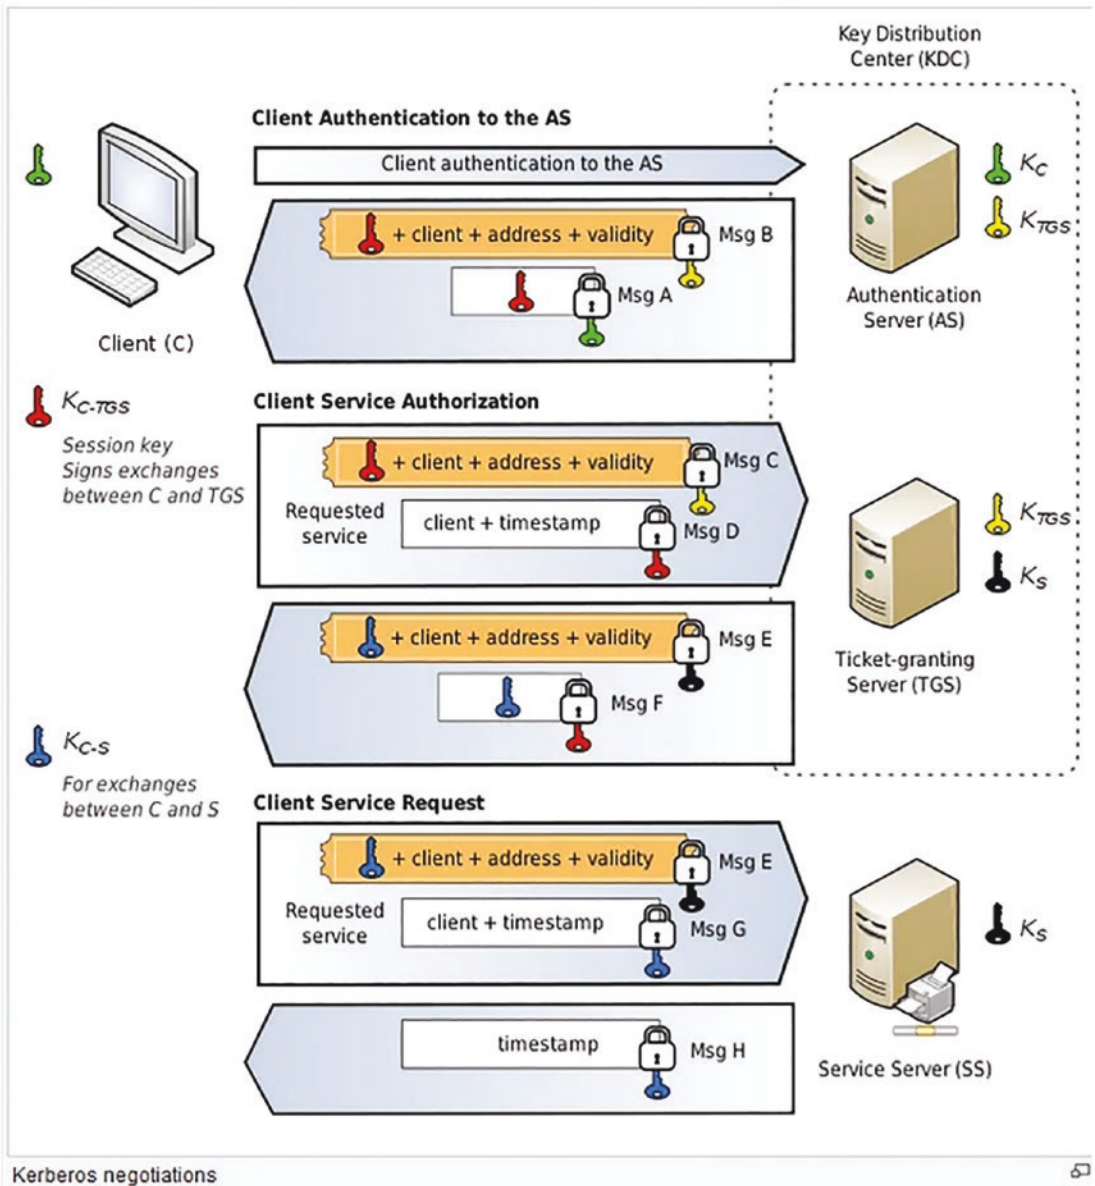 Key Distribution
Center (KDC)
Client Authentication to the AS
Client authentication to the AS
K_C
K_TGS
+ client + address + validity
Msg B
Msg A
Authentication
Server (AS)
Client (C)
K_C-TGS
Session key
Signs exchanges
between C and TGS
Client Service Authorization
+ client + address + validity
Msg C
Requested
service
client + timestamp
Msg D
K_TGS
K_S
+ client + address + validity
Msg E
Msg F
Ticket-granting
Server (TGS)
K_C-S
For exchanges
between C and S
Client Service Request
+ client + address + validity
Msg E
Requested
service
client + timestamp
Msg G
K_S
timestamp
Msg H
Service Server (SS)
Kerberos negotiations